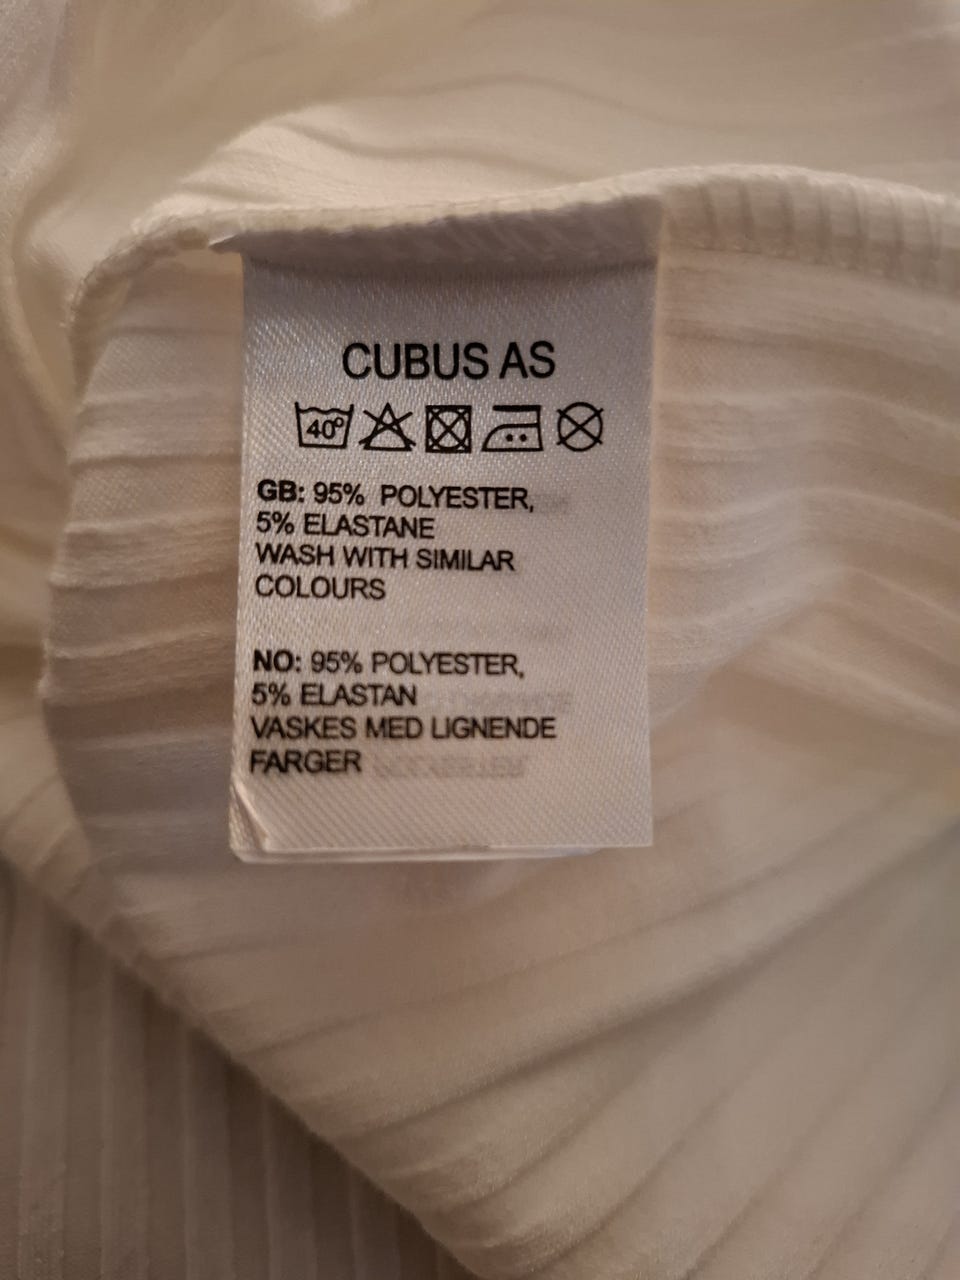 CUBUS AS
40°
GB: 95% POLYESTER,
5% ELASTANE
WASH WITH SIMILAR
COLOURS
NO: 95% POLYESTER,
5% ELASTAN
VASKES MED LIGNENDE
FARGER